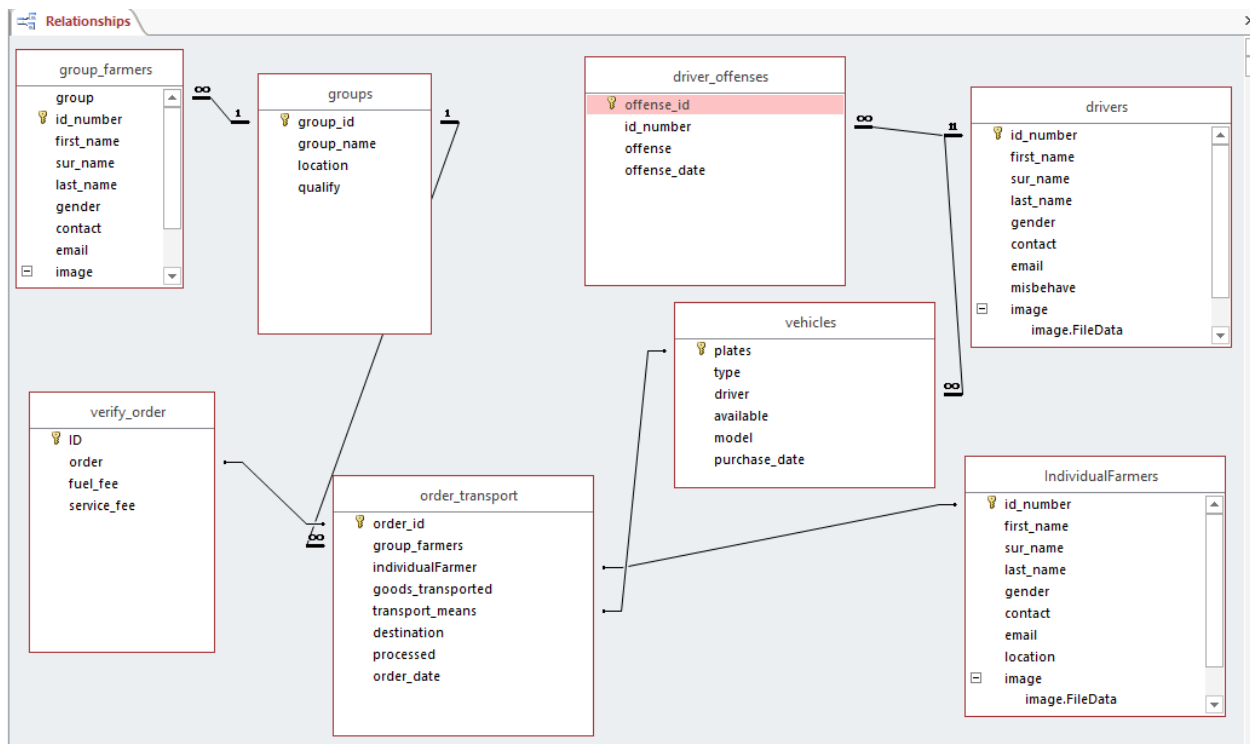 Relationships
group_farmers
group
id_number
first_name
sur_name
last_name
gender
contact
email
image
∞
1
groups
group_id
group_name
location
qualify
1
driver_offenses
offense_id
id_number
offense
offense_date
∞
11
drivers
id_number
first_name
sur_name
last_name
gender
contact
email
misbehave
image
image.FileData
vehicles
plates
type
driver
available
model
purchase_date
∞
verify_order
ID
order
fuel_fee
service_fee
order_transport
order_id
∞
group_farmers
individualFarmer
goods_transported
transport_means
destination
processed
order_date
IndividualFarmers
id_number
first_name
sur_name
last_name
gender
contact
email
location
image
image.FileData